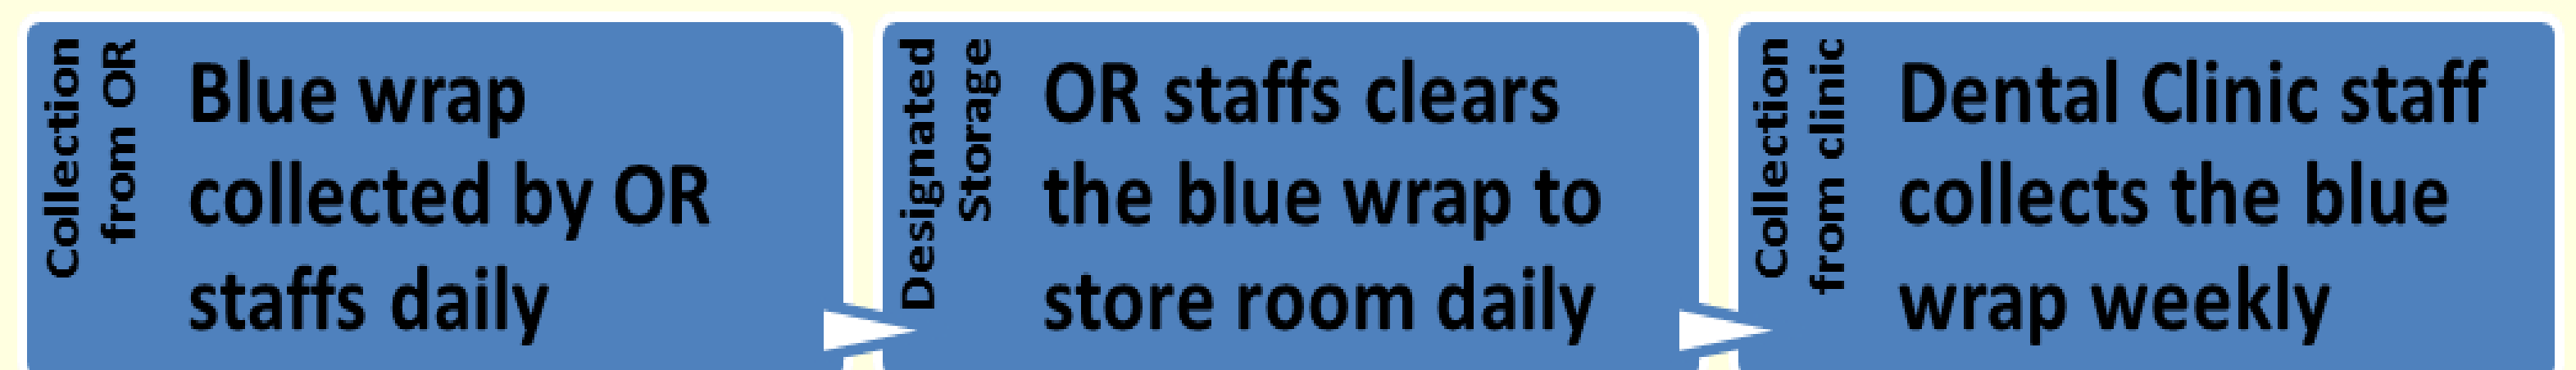 Collection
from OR
Blue wrap
collected by OR
staffs daily
Designated
Storage
OR staffs clears
the blue wrap to
store room daily
Collection
from clinic
Dental Clinic staff
collects the blue
wrap weekly